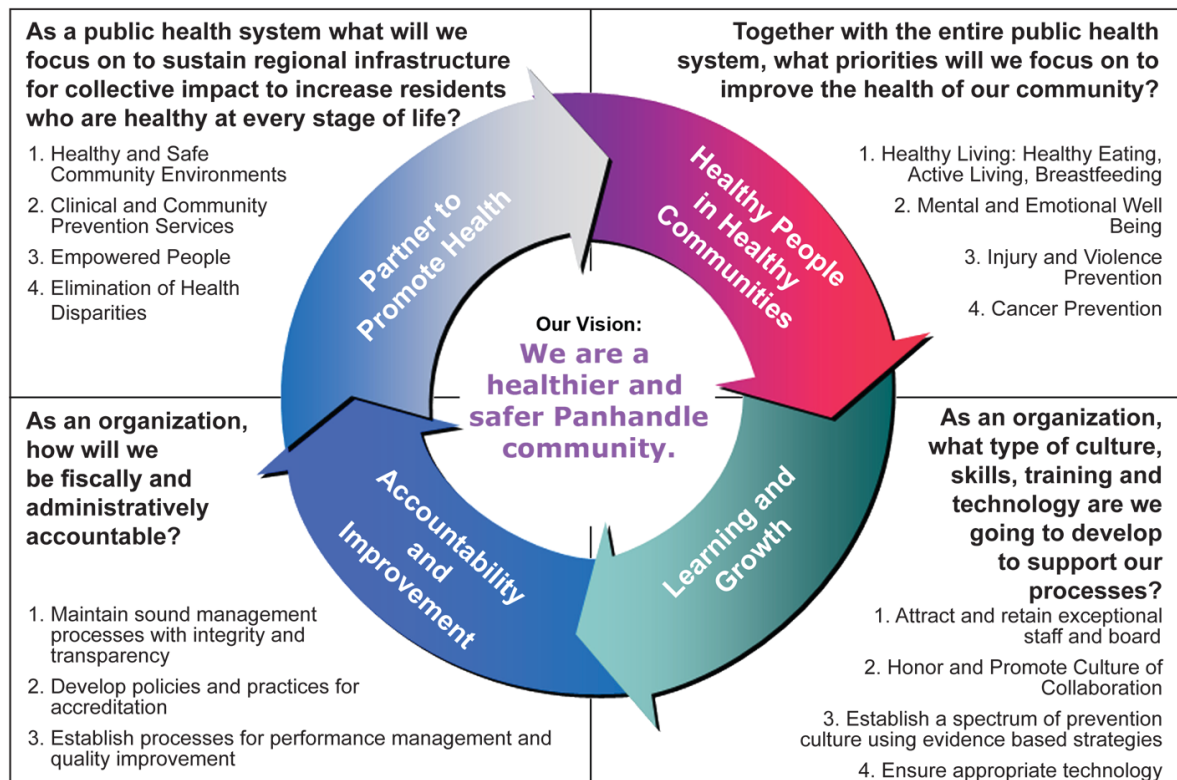 As a public health system what will we
focus on to sustain regional infrastructure
for collective impact to increase residents
who are healthy at every stage of life?
1. Healthy and Safe
Community Environments
2. Clinical and Community
Prevention Services
3. Empowered People
4. Elimination of Health
Disparities
Together with the entire public health
system, what priorities will we focus on to
improve the health of our community?
1. Healthy Living: Healthy Eating,
Active Living, Breastfeeding
2. Mental and Emotional Well
Being
3. Injury and Violence
Prevention
4. Cancer Prevention
Partner to
Promote Health
Healthy People
in Healthy
Communities
Our Vision:
We are a
healthier and
safer Panhandle
community.
Accountability
and
Improvement
Learning and
Growth
As an organization,
how will we
be fiscally and
administratively
accountable?
1. Maintain sound management
processes with integrity and
transparency
2. Develop policies and practices for
accreditation
3. Establish processes for performance management and
quality improvement
As an organization,
what type of culture,
skills, training and
technology are we
going to develop
to support our
processes?
1. Attract and retain exceptional
staff and board
2. Honor and Promote Culture of
Collaboration
3. Establish a spectrum of prevention
culture using evidence based strategies
4. Ensure appropriate technology